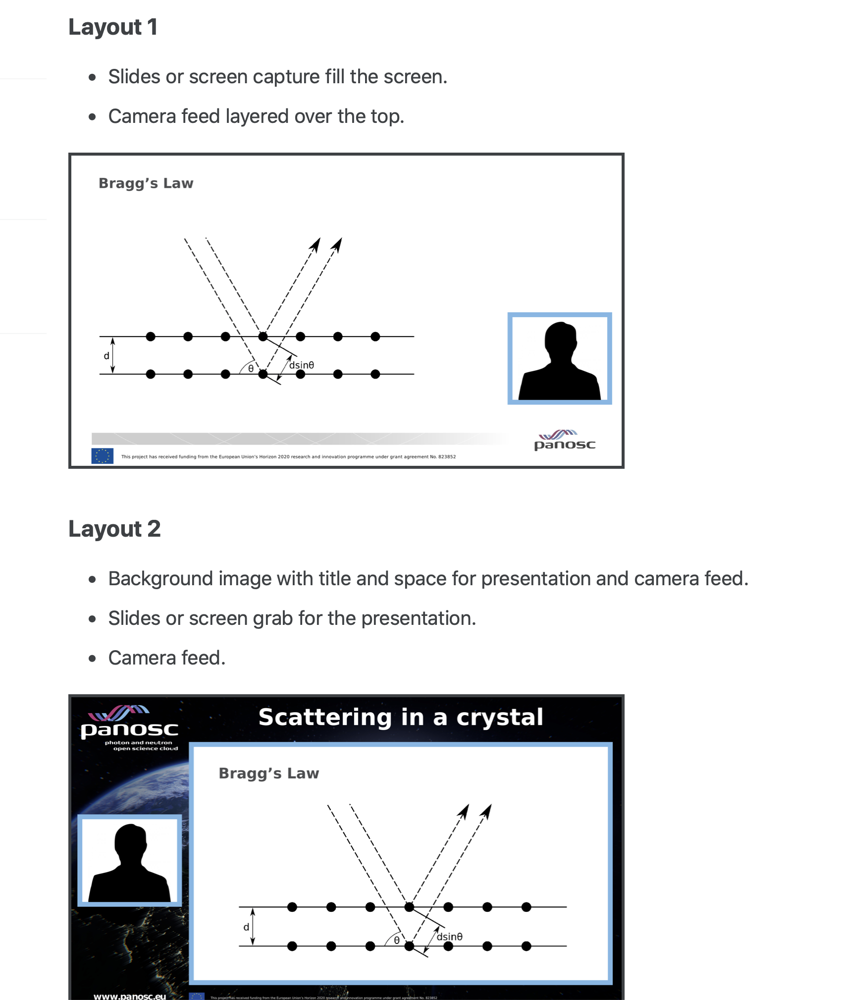 Layout 1
Slides or screen capture fill the screen.
Camera feed layered over the top.
Bragg’s Law
d
θ
dsinθ
panosc
This project has received funding from the European Union’s Horizon 2020 research and innovation programme under grant agreement No. 823852
Layout 2
Background image with title and space for presentation and camera feed.
Slides or screen grab for the presentation.
Camera feed.
panosc
photon and neutron
open science cloud
Scattering in a crystal
Bragg’s Law
d
θ
dsinθ
www.panosc.eu
This project has received funding from the European Union’s Horizon 2020 research and innovation programme under grant agreement No. 823852